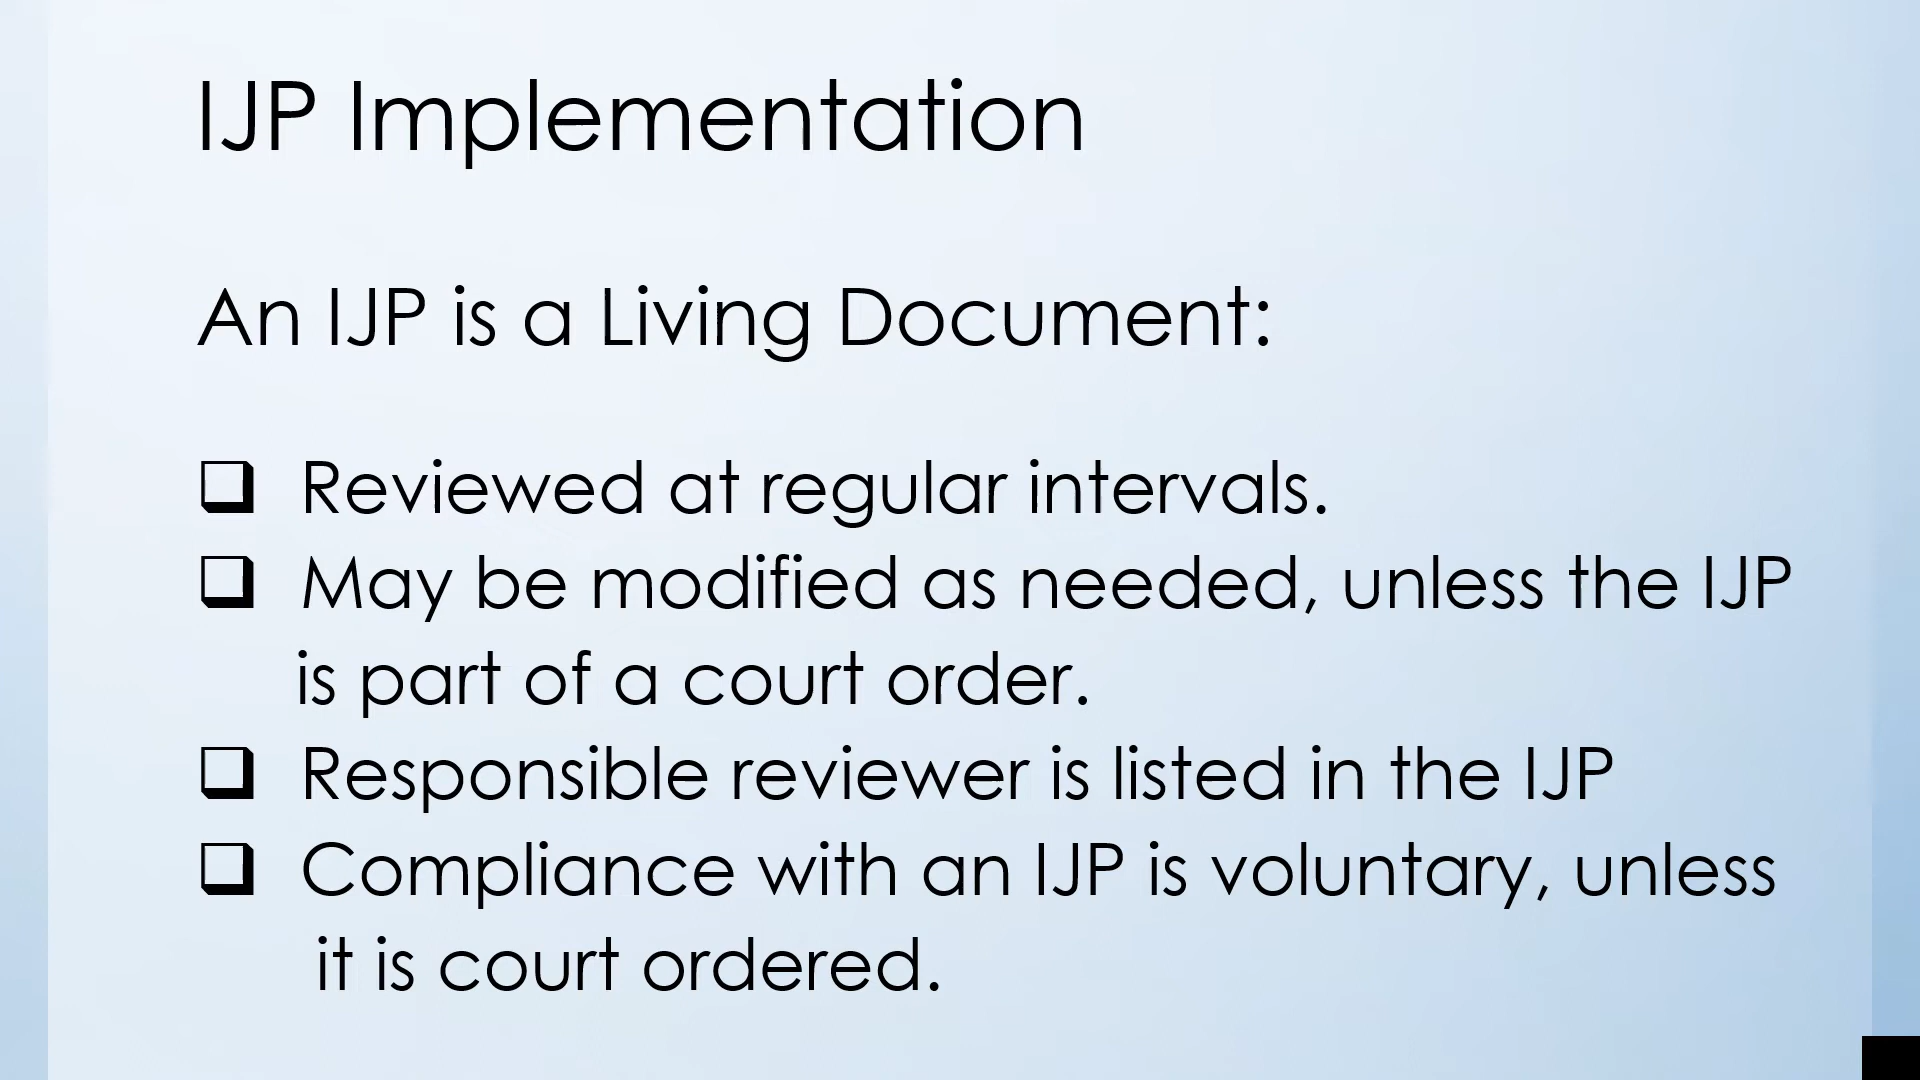 IJP Implementation
An IJP is a Living Document:
❑ Reviewed at regular intervals.
❑ May be modified as needed, unless the IJP
is part of a court order.
❑ Responsible reviewer is listed in the IJP
❑ Compliance with an IJP is voluntary, unless
it is court ordered.